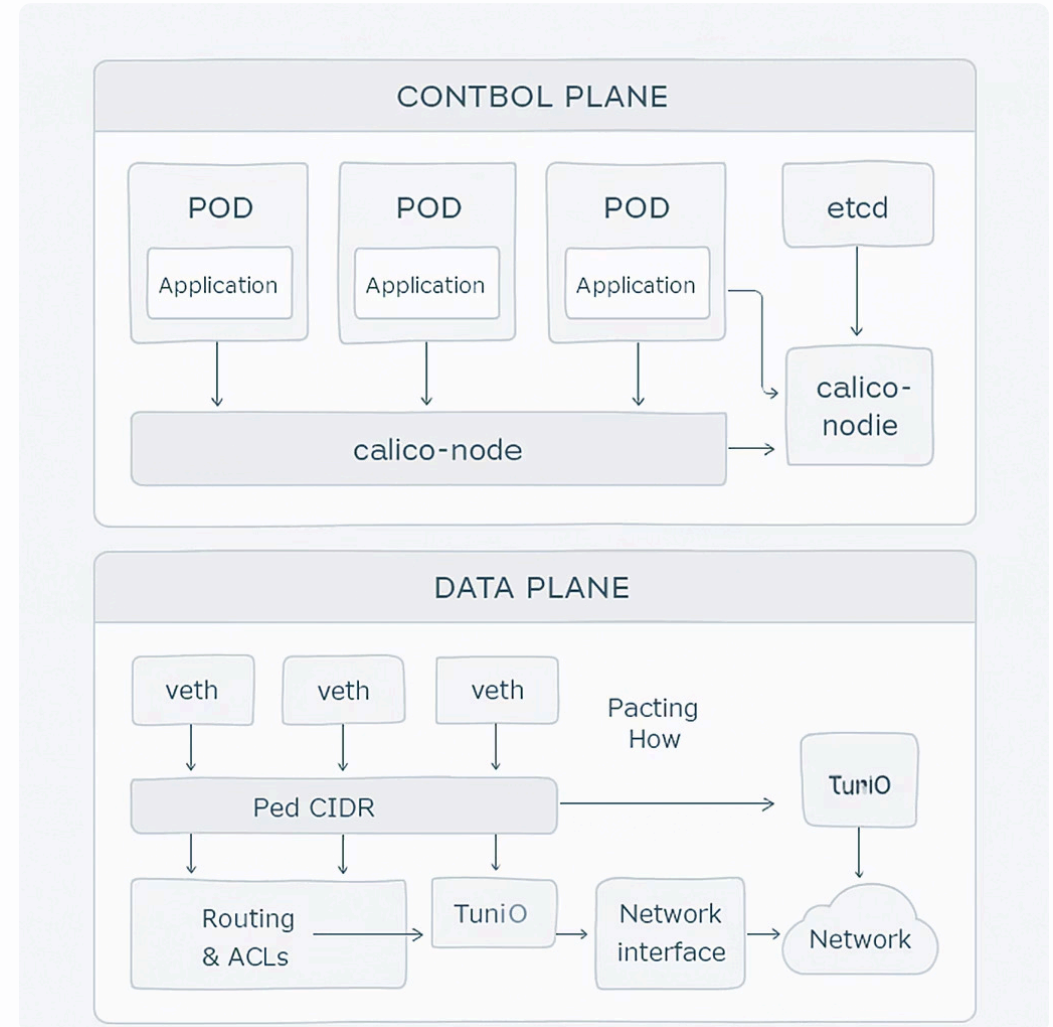 CONTBOL PLANE
POD
POD
POD
etcd
Application
Application
Application
calico-
nodie
calico-node
DATA PLANE
veth
veth
veth
Pacting
How
TuniO
Ped CIDR
Routing
& ACLs
TuniO
Network
interface
Network